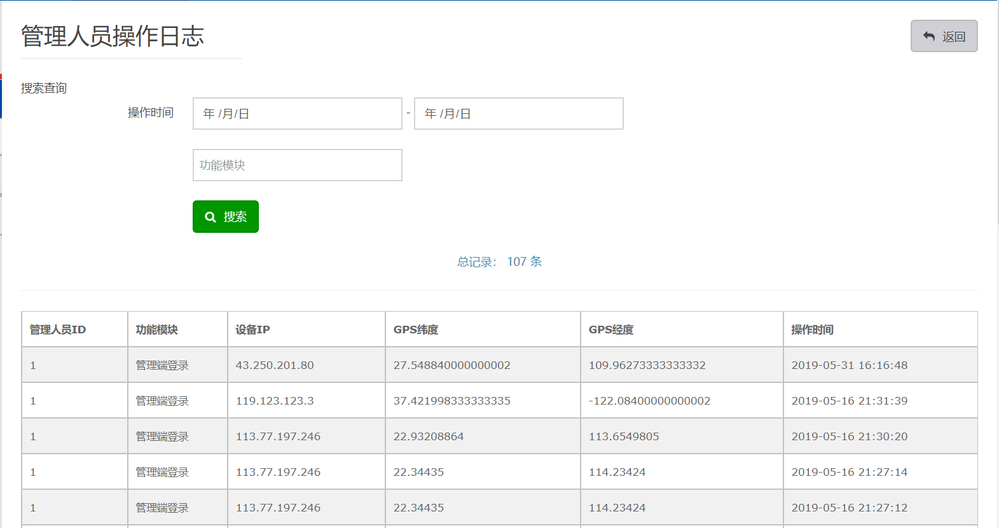 管理人员操作日志
返回
搜索查询
操作时间 年 /月/日 - 年 /月/日
功能模块
搜索
总记录： 107 条
管理人员ID 功能模块 设备IP GPS纬度 GPS经度 操作时间
1 管理端登录 43.250.201.80 27.548840000000002 109.96273333333332 2019-05-31 16:16:48
1 管理端登录 119.123.123.3 37.421998333333335 -122.08400000000002 2019-05-16 21:31:39
1 管理端登录 113.77.197.246 22.93208864 113.6549805 2019-05-16 21:30:20
1 管理端登录 113.77.197.246 22.34435 114.23424 2019-05-16 21:27:14
1 管理端登录 113.77.197.246 22.34435 114.23424 2019-05-16 21:27:12